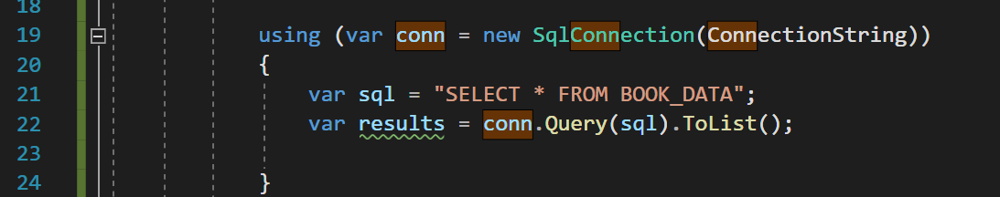 18
19 using (var conn = new SqlConnection(ConnectionString))
20 {
21 var sql = "SELECT * FROM BOOK_DATA";
22 var results = conn.Query(sql).ToList();
23
24 }